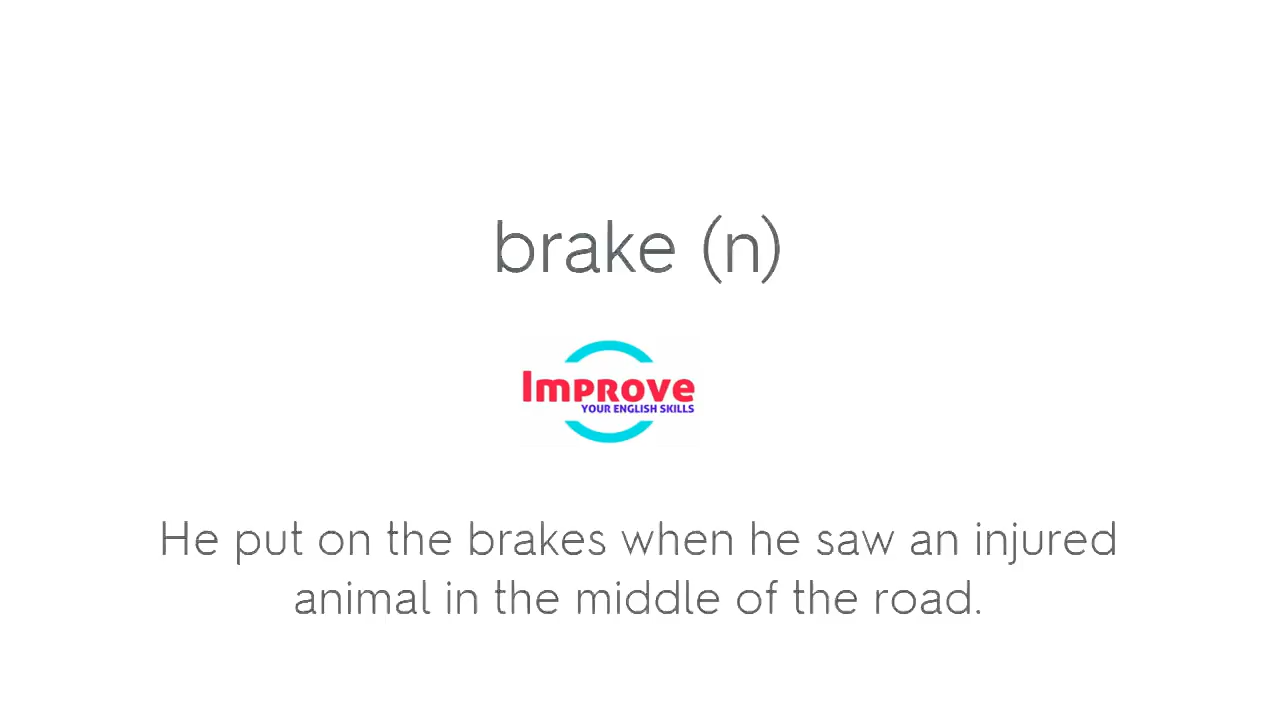 brake (n)
Improve
YOUR ENGLISH SKILLS
He put on the brakes when he saw an injured
animal in the middle of the road.